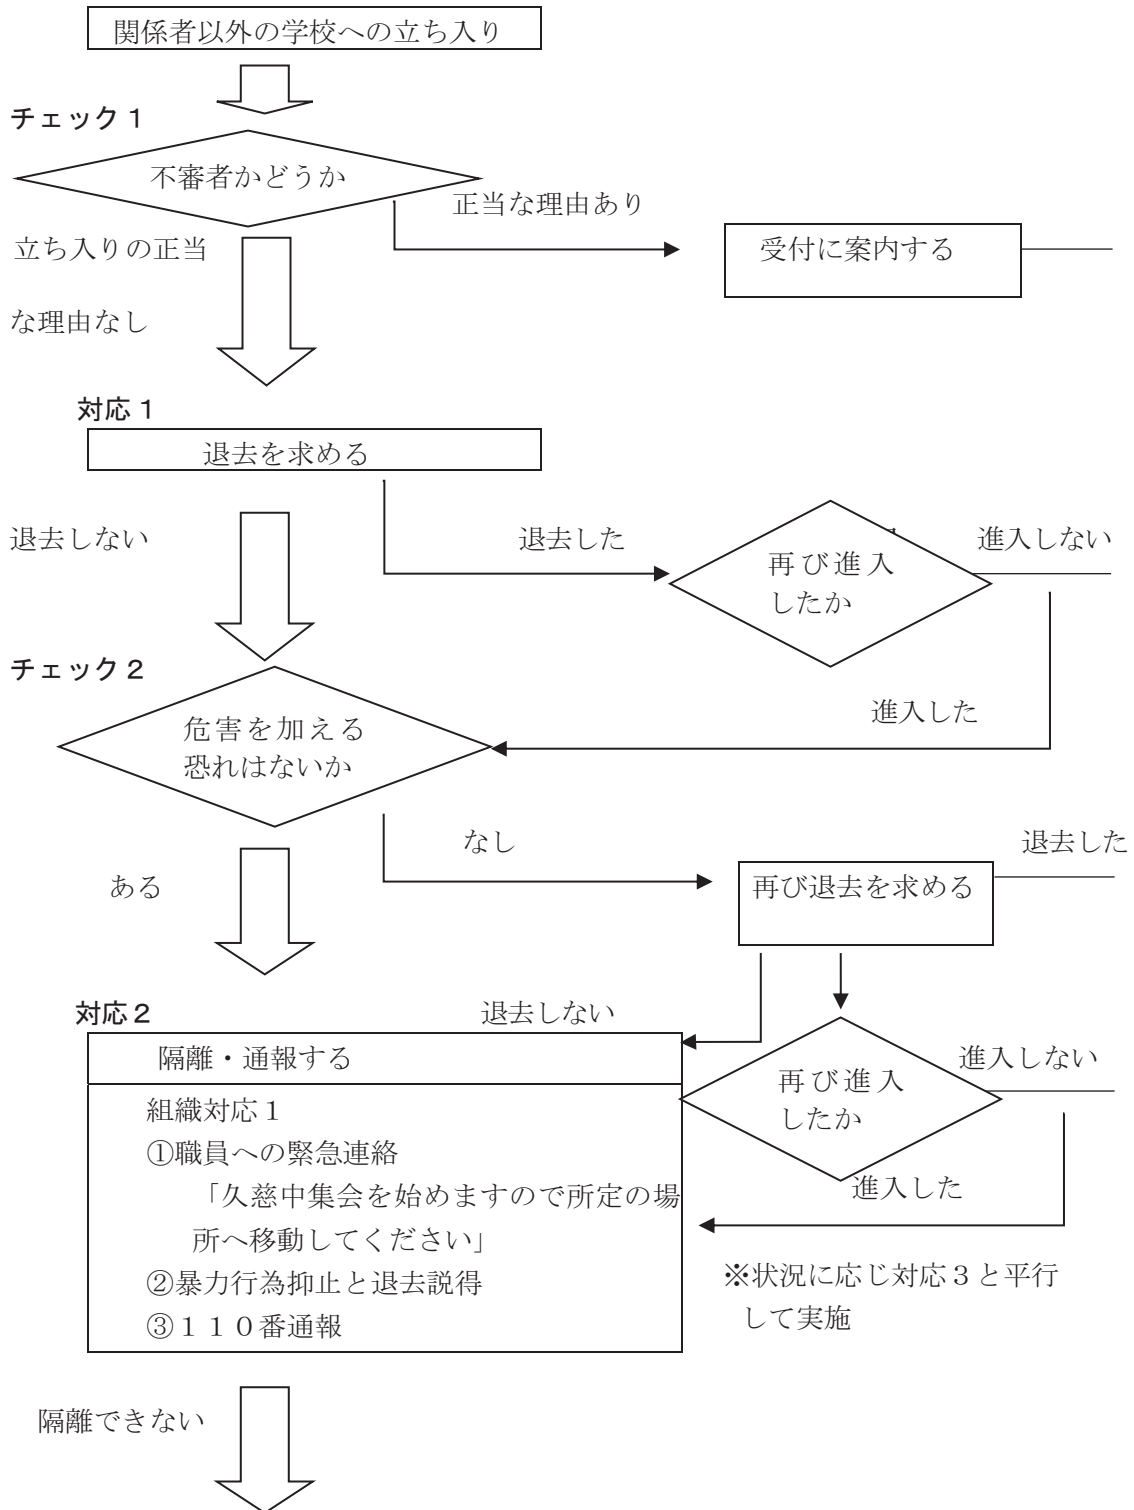 関係者以外の学校への立ち入り
チェック１
不審者かどうか
正当な理由あり
立ち入りの正当
な理由なし
受付に案内する
対応１
退去を求める
退去しない
退去した
再び進入
したか
進入しない
チェック２
進入した
危害を加える
恐れはないか
なし
退去した
ある
再び退去を求める
対応２
退去しない
隔離・通報する
再び進入
したか
進入しない
組織対応１
①職員への緊急連絡
「久慈中集会を始めますので所定の場
所へ移動してください」
②暴力行為抑止と退去説得
③１１０番通報
進入した
※状況に応じ対応３と平行
して実施
隔離できない